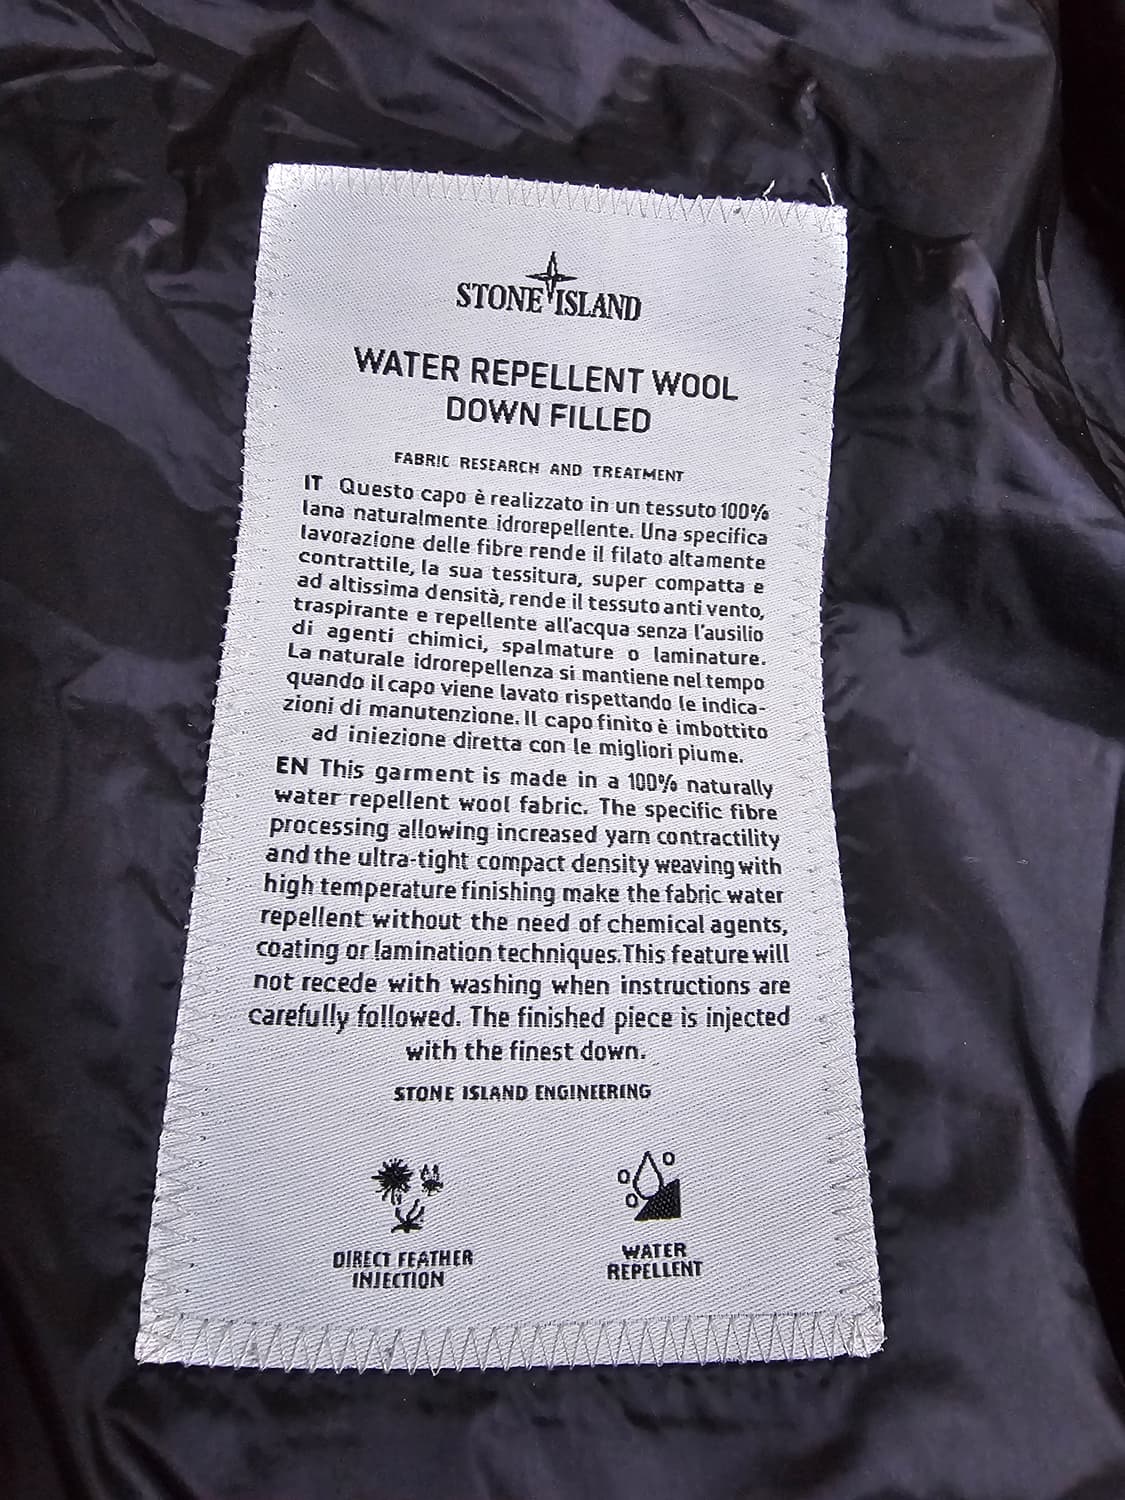 STONE ISLAND
WATER REPELLENT WOOL
DOWN FILLED
FABRIC RESEARCH AND TREATMENT
IT Questo capo è realizzato in un tessuto 100%
lana naturalmente idrorepellente. Una specifica
lavorazione delle fibre rende il filato altamente
contrattile, la sua tessitura, super compatta e
ad altissima densità, rende il tessuto anti vento,
traspirante e repellente all'acqua senza l'ausilio
di agenti chimici, spalmature o laminature.
La naturale idrorepellenza si mantiene nel tempo
quando il capo viene lavato rispettando le indica-
zioni di manutenzione. Il capo finito è imbottito
ad iniezione diretta con le migliori piume.
EN This garment is made in a 100% naturally
water repellent wool fabric. The specific fibre
processing allowing increased yarn contractility
and the ultra-tight compact density weaving with
high temperature finishing make the fabric water
repellent without the need of chemical agents,
coating or lamination techniques.This feature will
not recede with washing when instructions are
carefully followed. The finished piece is injected
with the finest down.
STONE ISLAND ENGINEERING
DIRECT FEATHER
INJECTION
WATER
REPELLENT